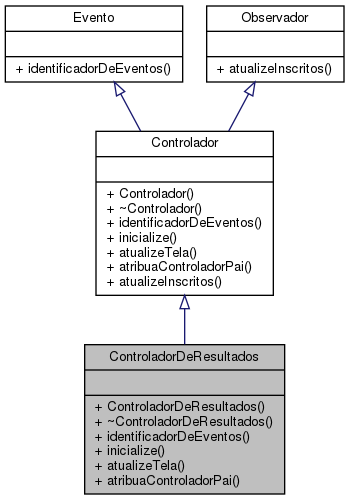 Evento
+ identificadorDeEventos()
Observador
+ atualizeInscritos()
Controlador
+ Controlador()
+ ~Controlador()
+ identificadorDeEventos()
+ inicialize()
+ atualizeTela()
+ atribuaControladorPai()
+ atualizeInscritos()
ControladorDeResultados
+ ControladorDeResultados()
+ ~ControladorDeResultados()
+ identificadorDeEventos()
+ inicialize()
+ atualizeTela()
+ atribuaControladorPai()